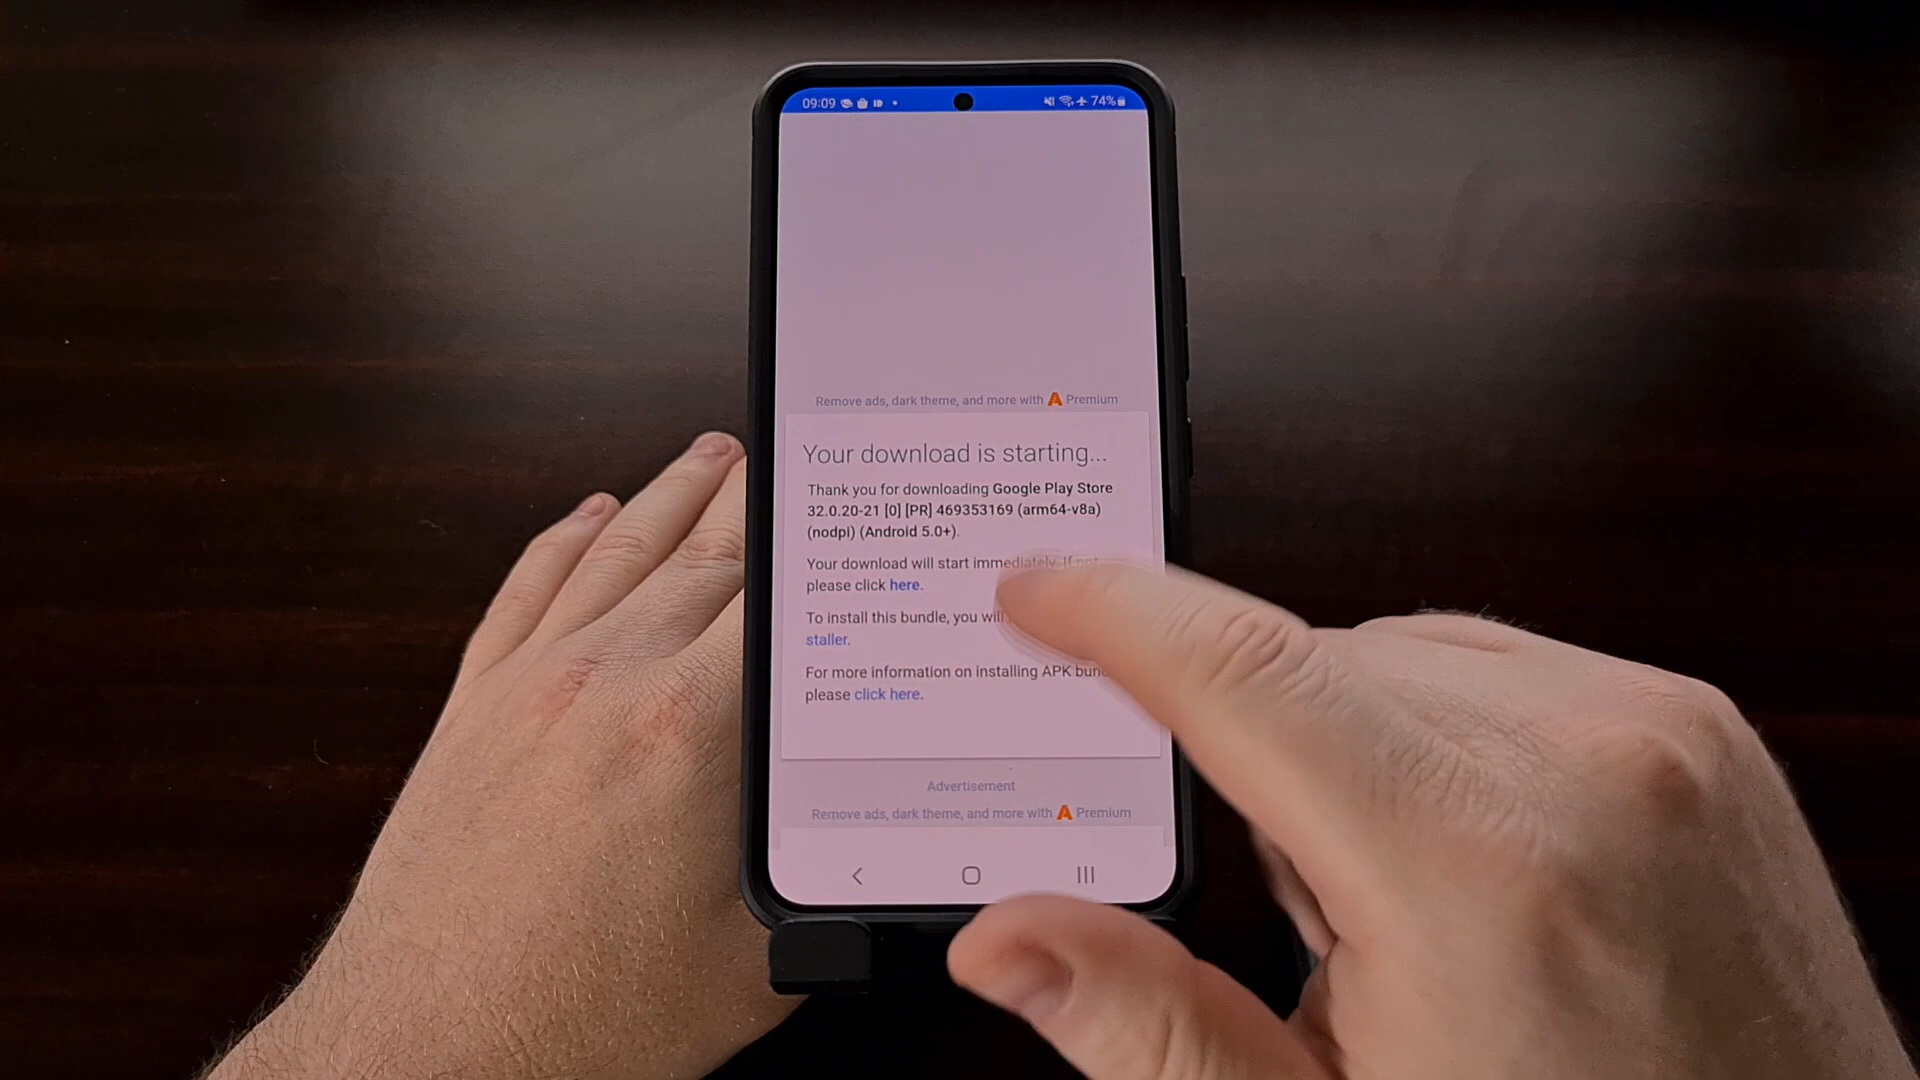 09:09 74%
Remove ads, dark theme, and more with Premium
Your download is starting...
Thank you for downloading Google Play Store
32.0.20-21 [0] [PR] 469353169 (arm64-v8a)
(nodpi) (Android 5.0+).
Your download will start immediately. If not,
please click here.
To install this bundle, you will
staller.
For more information on installing APK
please click here.
Advertisement
Remove ads, dark theme, and more with Premium